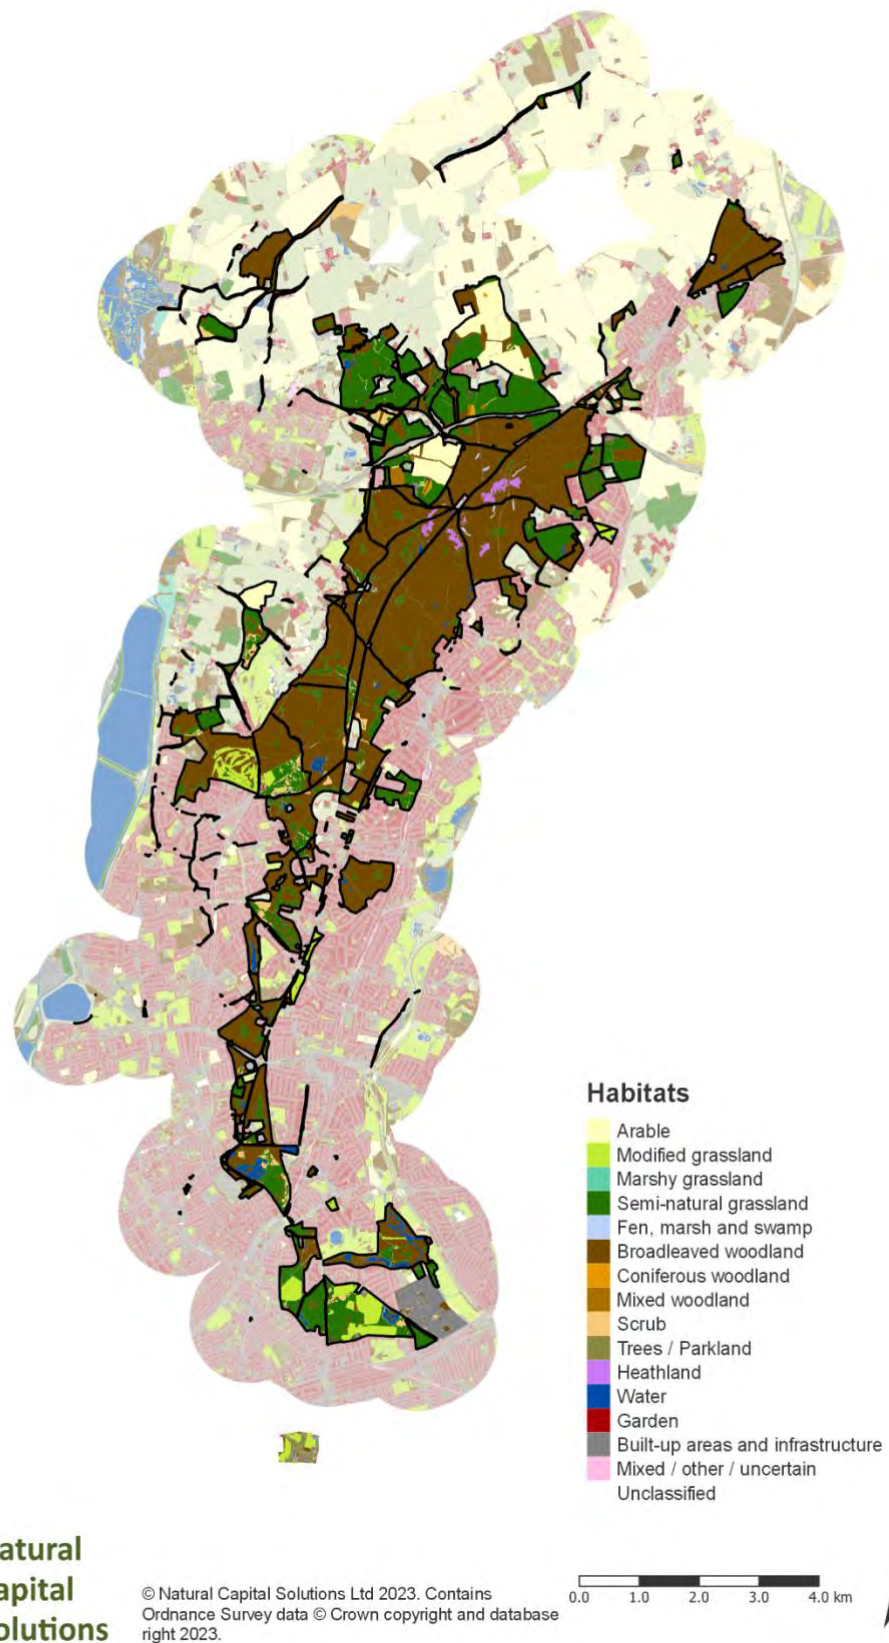 Habitats
Arable
Modified grassland
Marshy grassland
Semi-natural grassland
Fen, marsh and swamp
Broadleaved woodland
Coniferous woodland
Mixed woodland
Scrub
Trees / Parkland
Heathland
Water
Garden
Built-up areas and infrastructure
Mixed / other / uncertain
Unclassified
atural
apital
olutions
© Natural Capital Solutions Ltd 2023. Contains
Ordnance Survey data © Crown copyright and database
right 2023.
0.0 1.0 2.0 3.0 4.0 km